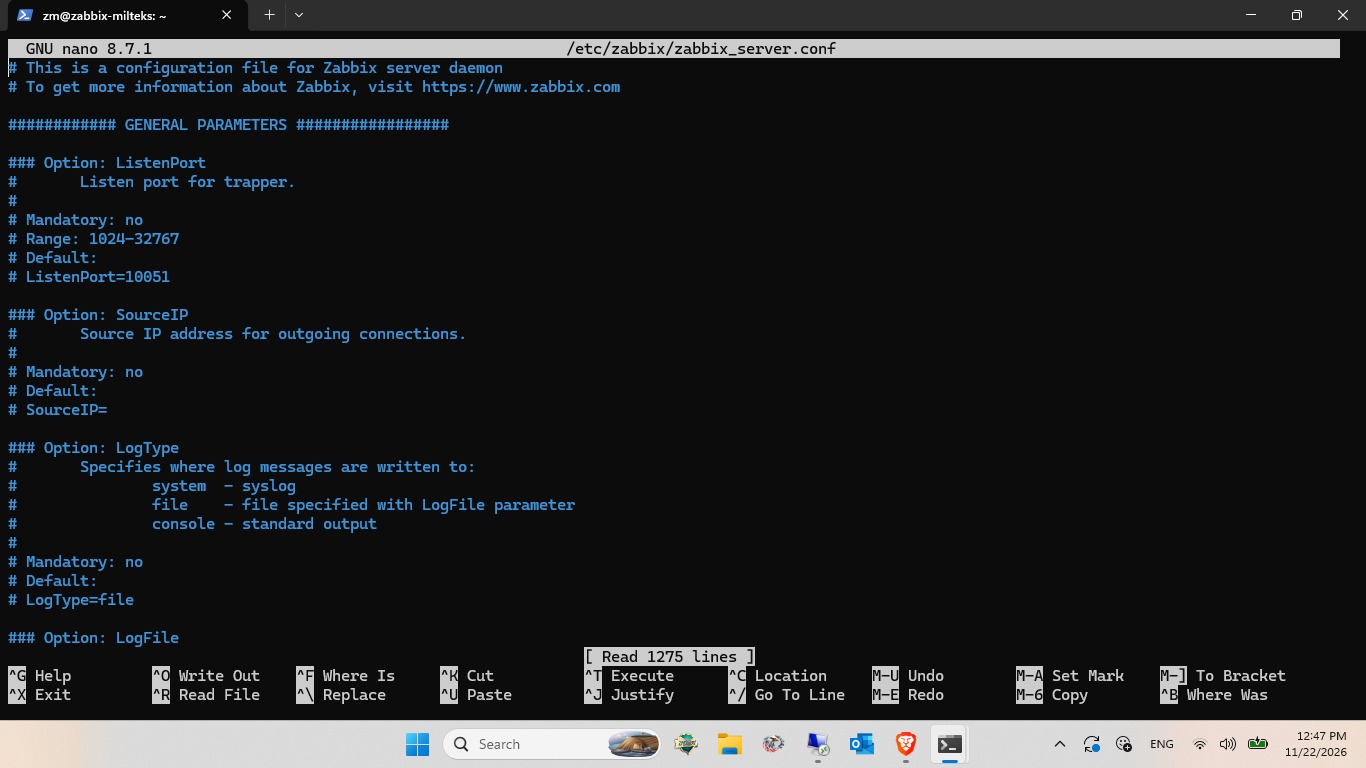 zm@zabbix-milteks: ~
GNU nano 8.7.1 /etc/zabbix/zabbix_server.conf
# This is a configuration file for Zabbix server daemon
# To get more information about Zabbix, visit https://www.zabbix.com
############ GENERAL PARAMETERS #################
### Option: ListenPort
# Listen port for trapper.
#
# Mandatory: no
# Range: 1024-32767
# Default:
# ListenPort=10051
### Option: SourceIP
# Source IP address for outgoing connections.
#
# Mandatory: no
# Default:
# SourceIP=
### Option: LogType
# Specifies where log messages are written to:
# system - syslog
# file - file specified with LogFile parameter
# console - standard output
#
# Mandatory: no
# Default:
# LogType=file
### Option: LogFile
[ Read 1275 lines ]
^G Help ^O Write Out ^F Where Is ^K Cut ^T Execute ^C Location M-U Undo M-A Set Mark M-] To Bracket
^X Exit ^R Read File ^\ Replace ^U Paste ^J Justify ^/ Go To Line M-E Redo M-6 Copy ^B Where Was
Search ENG 12:47 PM
11/22/2026